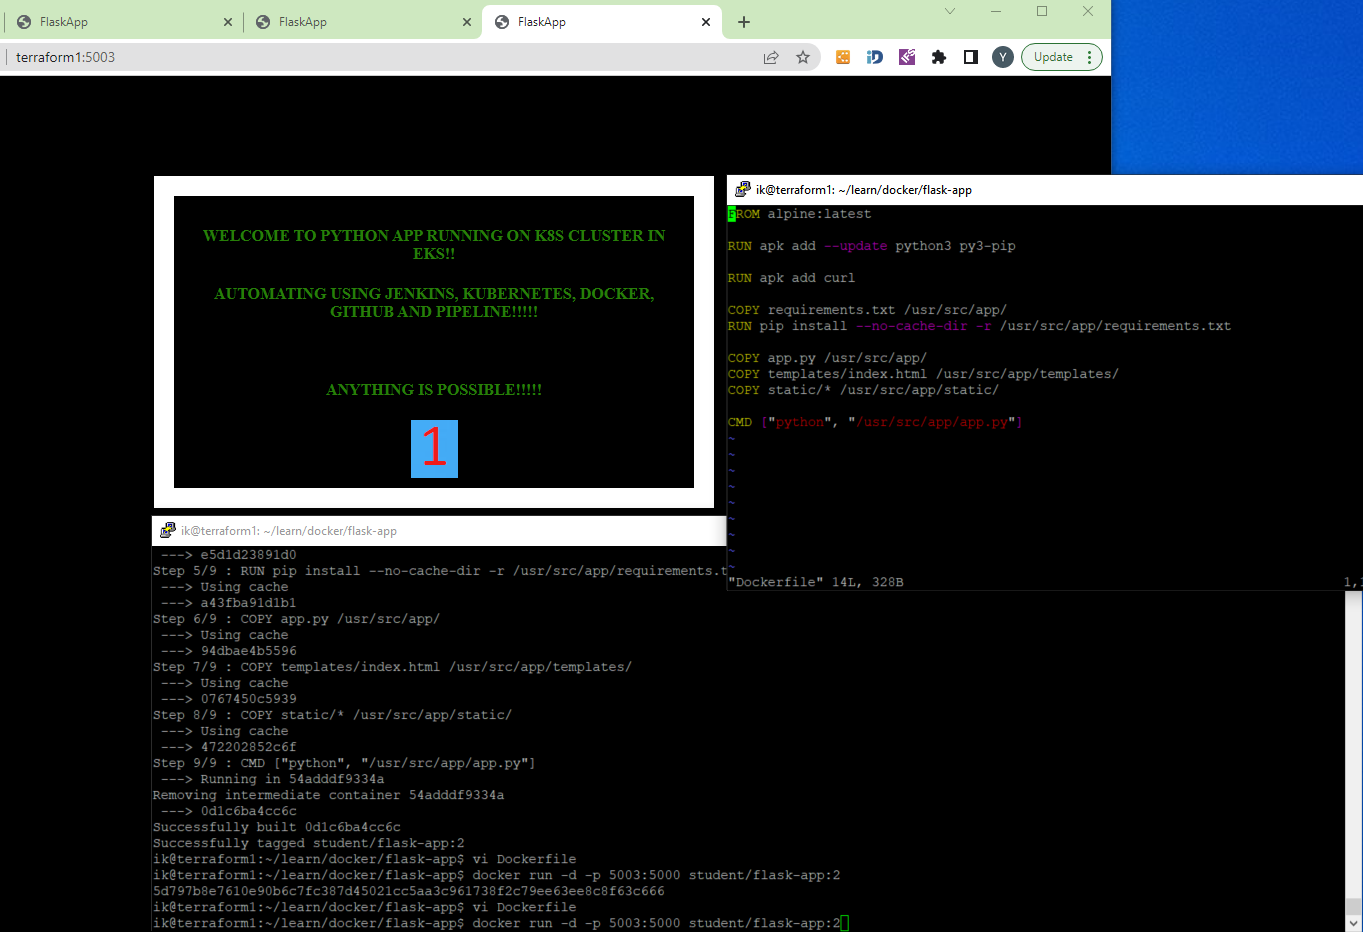 FlaskApp
FlaskApp
FlaskApp
terraform1:5003
Y
Update
WELCOME TO PYTHON APP RUNNING ON K8S CLUSTER IN
EKS!!
AUTOMATING USING JENKINS, KUBERNETES, DOCKER,
GITHUB AND PIPELINE!!!!!
ANYTHING IS POSSIBLE!!!!!
1
ik@terraform1: ~/learn/docker/flask-app
FROM alpine:latest
RUN apk add --update python3 py3-pip
RUN apk add curl
COPY requirements.txt /usr/src/app/
RUN pip install --no-cache-dir -r /usr/src/app/requirements.txt
COPY app.py /usr/src/app/
COPY templates/index.html /usr/src/app/templates/
COPY static/* /usr/src/app/static/
CMD ["python", "/usr/src/app/app.py"]
~
~
~
~
~
~
~
~
~
"Dockerfile" 14L, 328B
1,1
ik@terraform1: ~/learn/docker/flask-app
---> e5d1d23891d0
Step 5/9 : RUN pip install --no-cache-dir -r /usr/src/app/requirements.t
---> Using cache
---> a43fba91d1b1
Step 6/9 : COPY app.py /usr/src/app/
---> Using cache
---> 94dbae4b5596
Step 7/9 : COPY templates/index.html /usr/src/app/templates/
---> Using cache
---> 0767450c5939
Step 8/9 : COPY static/* /usr/src/app/static/
---> Using cache
---> 472202852c6f
Step 9/9 : CMD ["python", "/usr/src/app/app.py"]
---> Running in 54adddf9334a
Removing intermediate container 54adddf9334a
---> 0d1c6ba4cc6c
Successfully built 0d1c6ba4cc6c
Successfully tagged student/flask-app:2
ik@terraform1:~/learn/docker/flask-app$ vi Dockerfile
ik@terraform1:~/learn/docker/flask-app$ docker run -d -p 5003:5000 student/flask-app:2
5d797b8e7610e90b6c7fc387d45021cc5aa3c961738f2c79ee63ee8c8f63c666
ik@terraform1:~/learn/docker/flask-app$ vi Dockerfile
ik@terraform1:~/learn/docker/flask-app$ docker run -d -p 5003:5000 student/flask-app:2